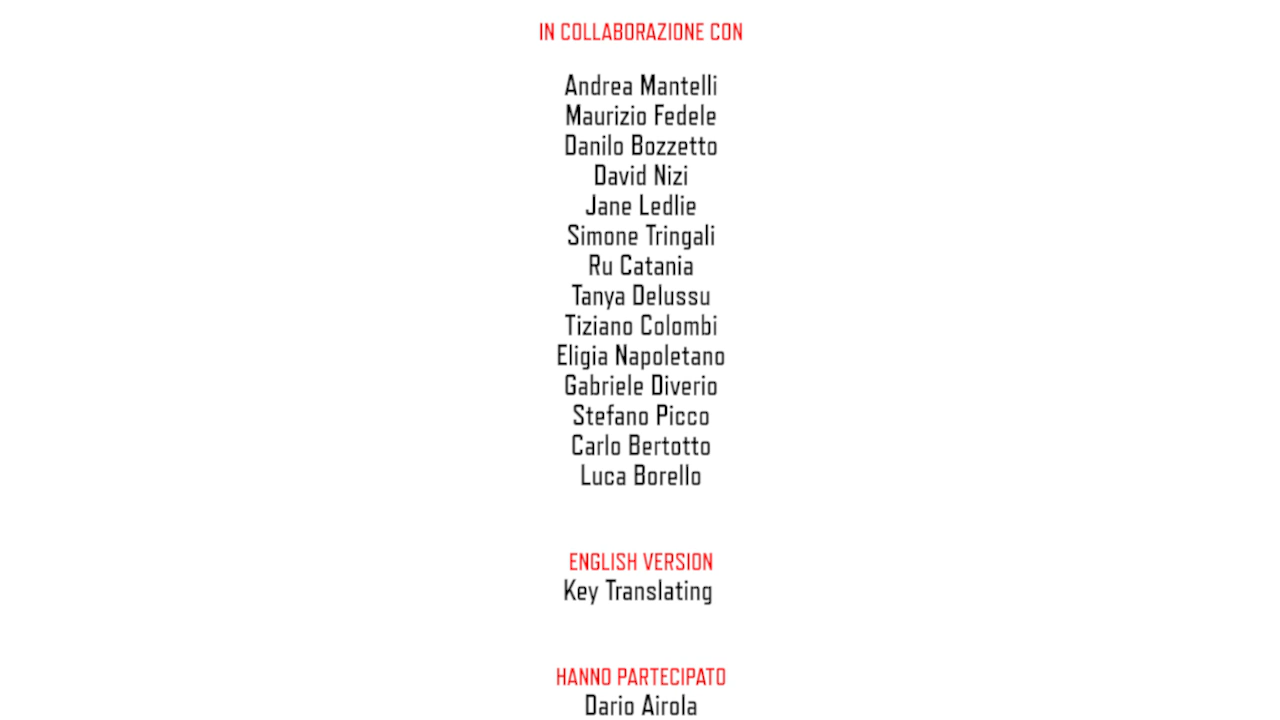 IN COLLABORAZIONE CON
Andrea Mantelli
Maurizio Fedele
Danilo Bozzetto
David Nizi
Jane Ledlie
Simone Tringali
Ru Catania
Tanya Delussu
Tiziano Colombi
Eligia Napoletano
Gabriele Diverio
Stefano Picco
Carlo Bertotto
Luca Borello
ENGLISH VERSION
Key Translating
HANNO PARTECIPATO
Dario Airola